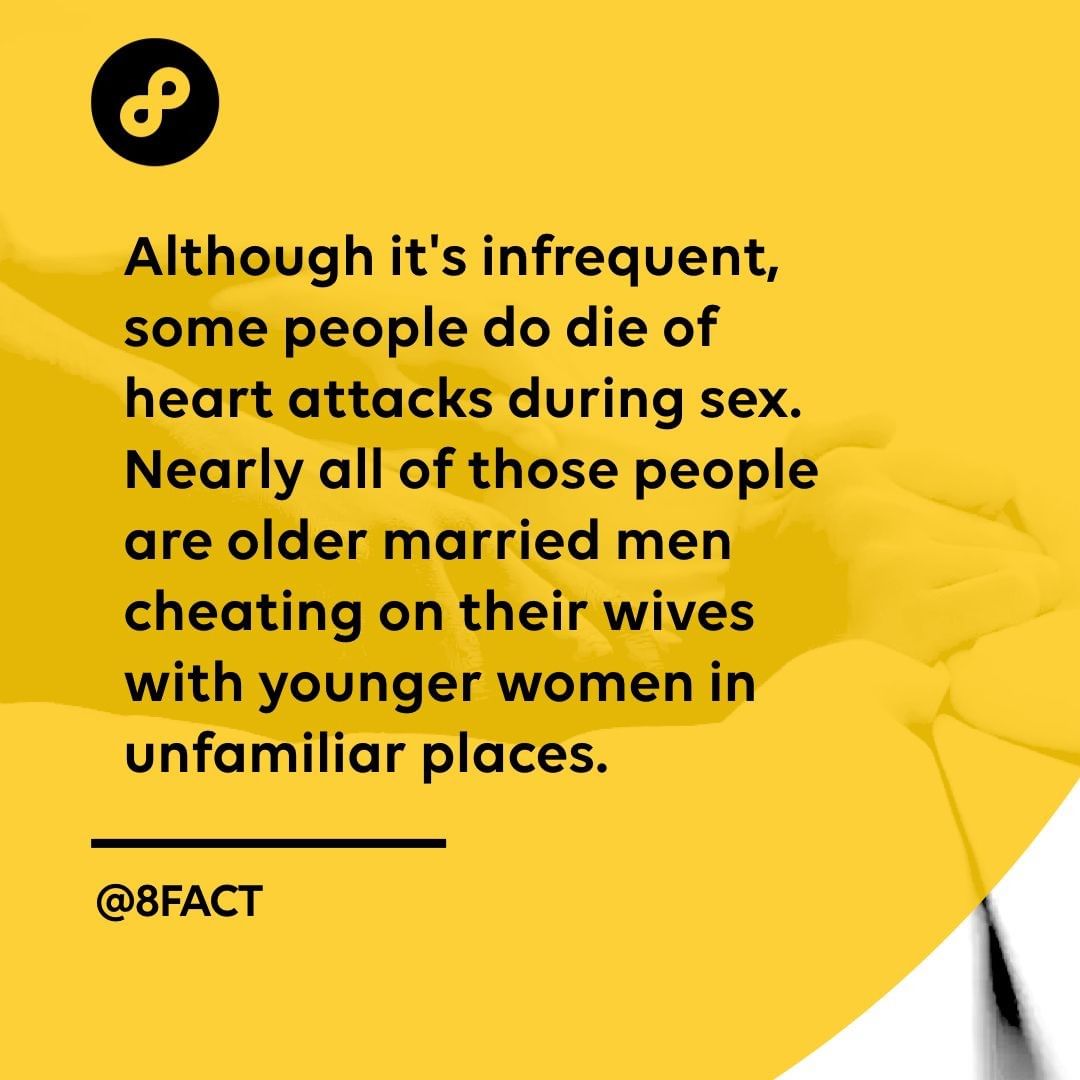 Although it's infrequent,
some people do die of
heart attacks during sex.
Nearly all of those people
are older married men
cheating on their wives
with younger women in
unfamiliar places.
@8FACT